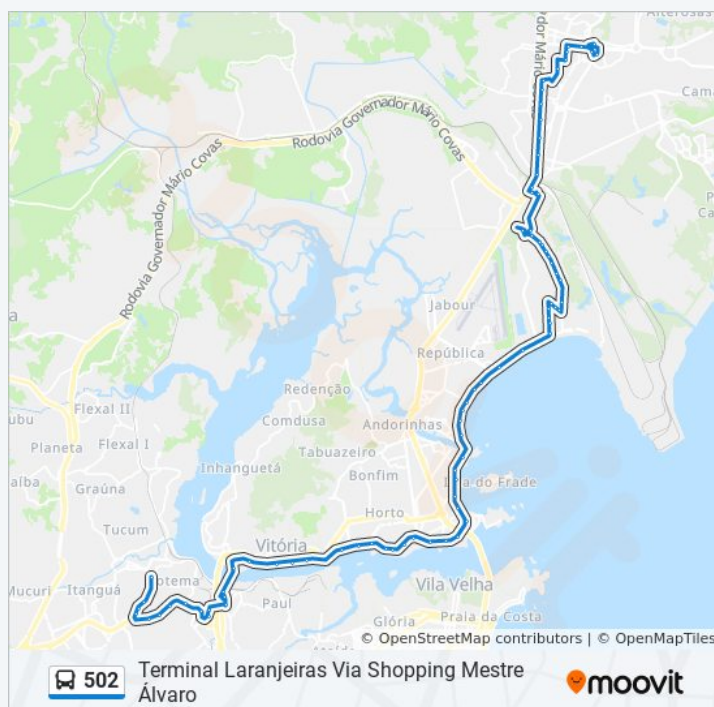 Alterosas
dor Mário
Cama
Rodovia Governador Mário Covas
Rodovia Governador Mário Covas
Jabour
República
Flexal II
Redenção
Planeta
Flexal I
Comdusa
Andorinhas
Tabuazeiro
Inhanguetá
Graúna
Bonfim
Ilha do Frade
Tucum
Horto
Vitória
Itanguá
otema
Mucuri
Paul
Vila Velha
Glória
Praia da Costa
© OpenStreetMap contributors | © OpenMapTiles
502
Terminal Laranjeiras Via Shopping Mestre
Álvaro
moovit